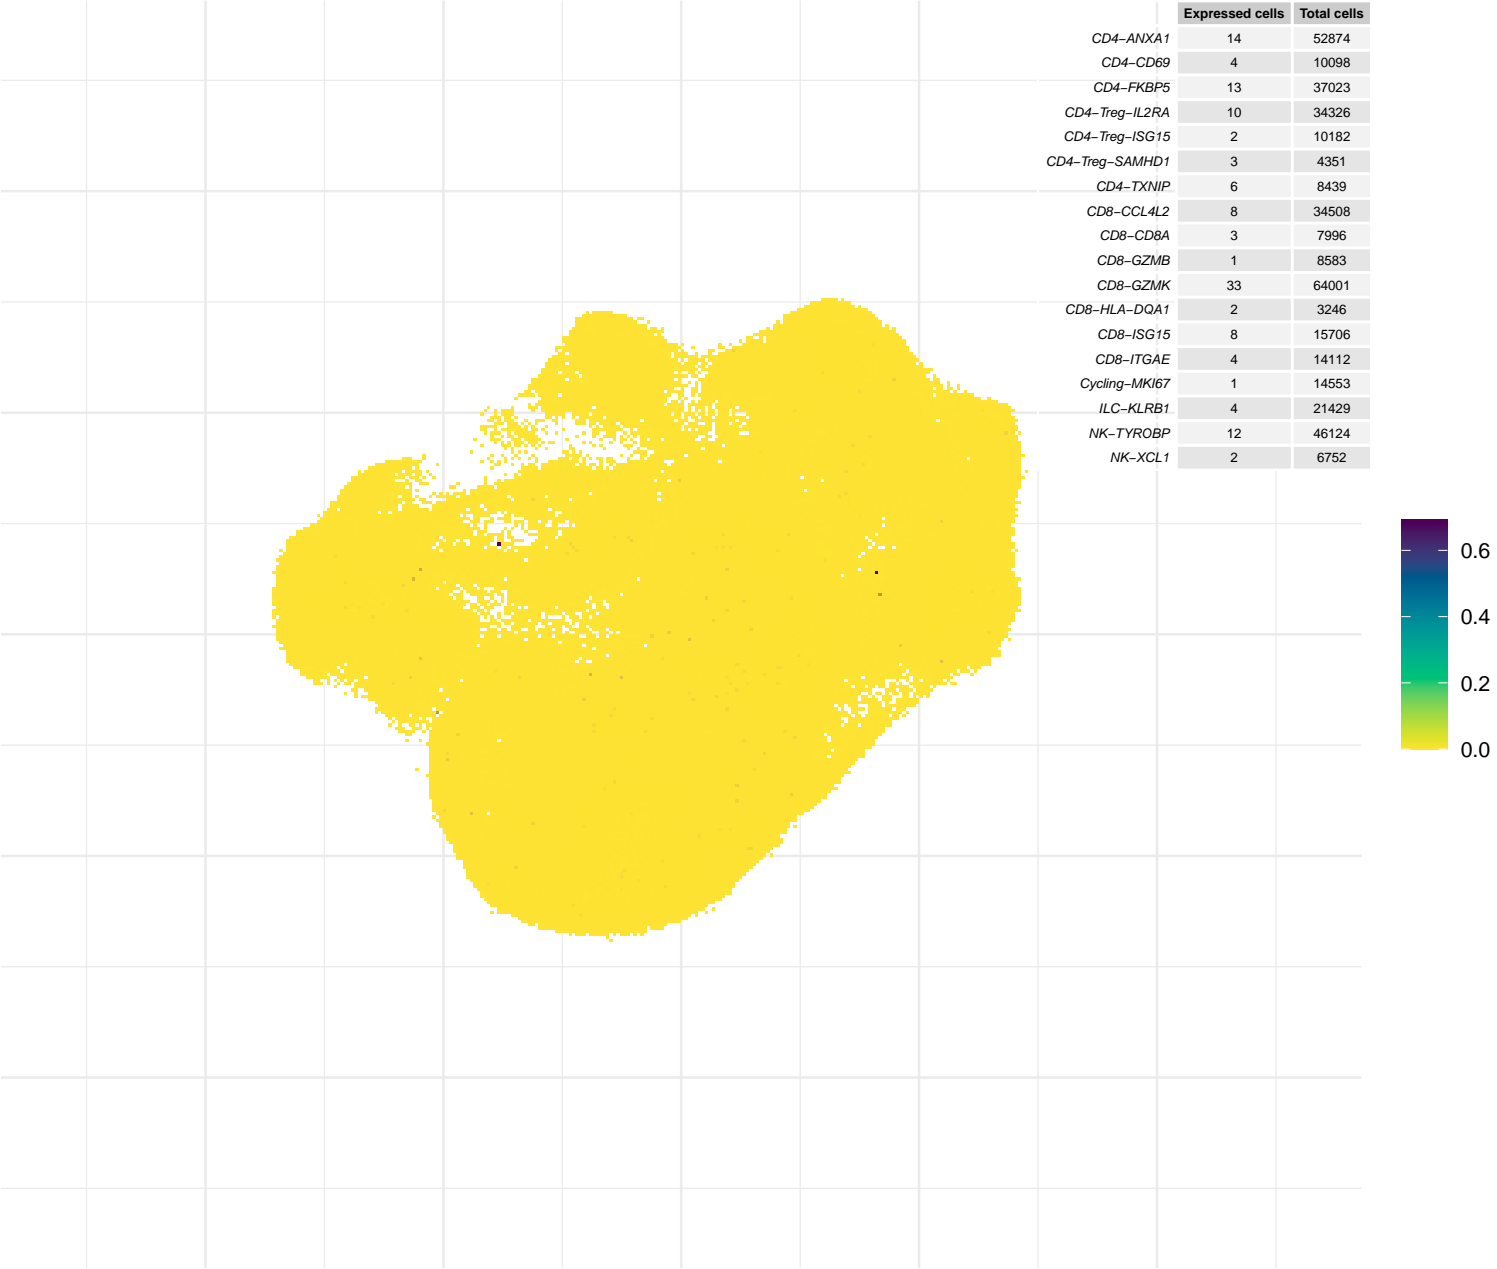 Expressed cells Total cells
CD4−ANXA1 14 52874
CD4−CD69 4 10098
CD4−FKBP5 13 37023
CD4−Treg−IL2RA 10 34326
CD4−Treg−ISG15 2 10182
CD4−Treg−SAMHD1 3 4351
CD4−TXNIP 6 8439
CD8−CCL4L2 8 34508
CD8−CD8A 3 7996
CD8−GZMB 1 8583
CD8−GZMK 33 64001
CD8−HLA−DQA1 2 3246
CD8−ISG15 8 15706
CD8−ITGAE 4 14112
Cycling−MKI67 1 14553
ILC−KLRB1 4 21429
NK−TYROBP 12 46124
NK−XCL1 2 6752
0.6
0.4
0.2
0.0